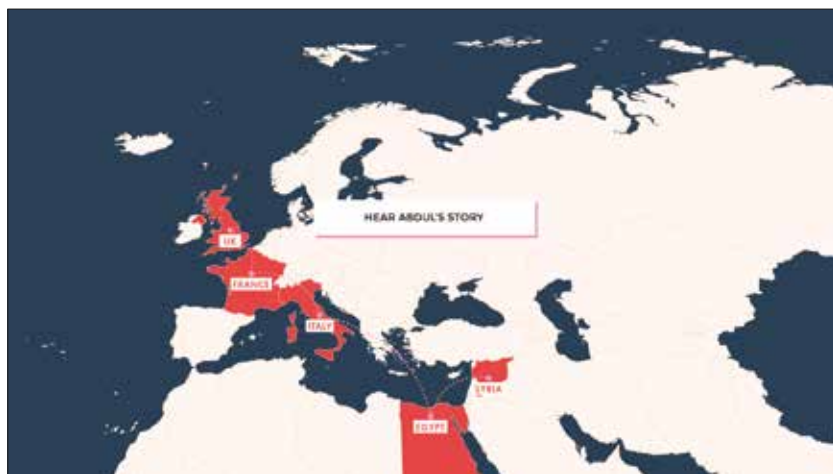 HEAR ABDUL'S STORY
UK
FRANCE
ITALY
SYRIA
EGYPT